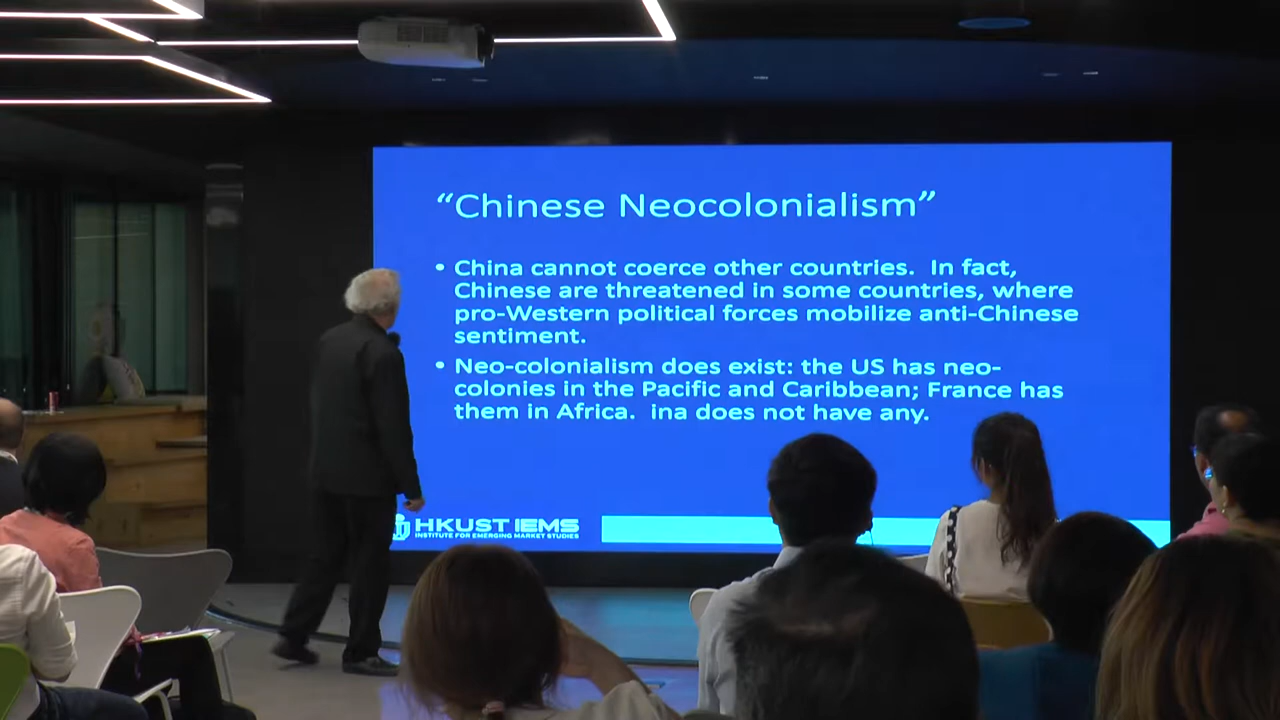 “Chinese Neocolonialism”
• China cannot coerce other countries. In fact,
Chinese are threatened in some countries, where
pro-Western political forces mobilize anti-Chinese
sentiment.
• Neo-colonialism does exist: the US has neo-
colonies in the Pacific and Caribbean; France has
them in Africa. ina does not have any.
HKUST IEMS
INSTITUTE FOR EMERGING MARKET STUDIES